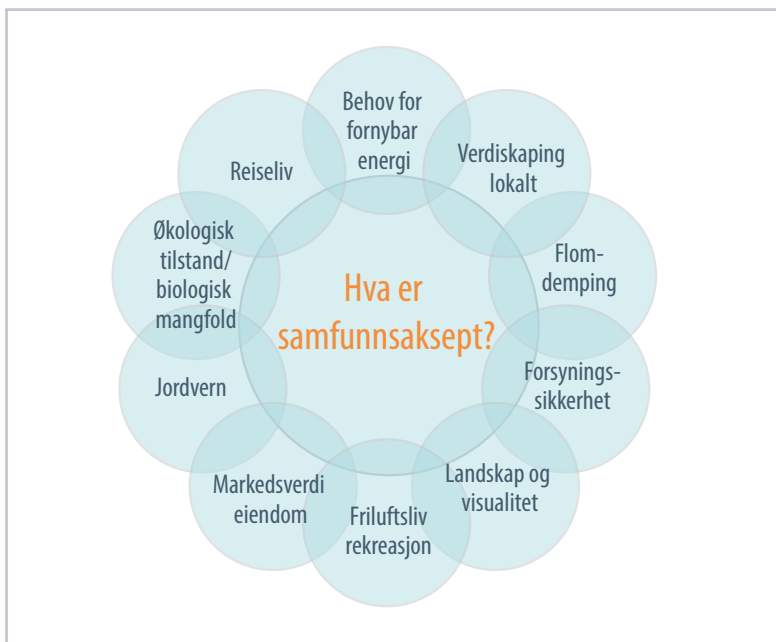 Behov for
fornybar
energi
Verdiskaping
lokalt
Flom-
demping
Forsynings-
sikkerhet
Landskap og
visualitet
Friluftsliv
rekreasjon
Markedsverdi
eiendom
Jordvern
Økologisk
tilstand/
biologisk
mangfold
Reiseliv
Hva er
samfunnsaksept?